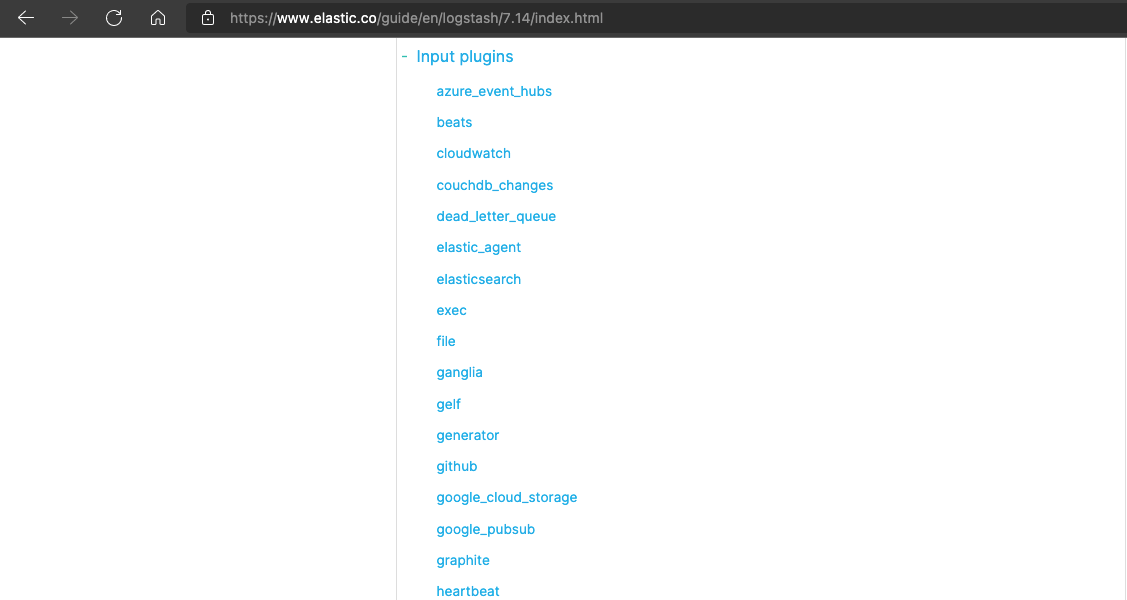 https://www.elastic.co/guide/en/logstash/7.14/index.html
- Input plugins
azure_event_hubs
beats
cloudwatch
couchdb_changes
dead_letter_queue
elastic_agent
elasticsearch
exec
file
ganglia
gelf
generator
github
google_cloud_storage
google_pubsub
graphite
heartbeat